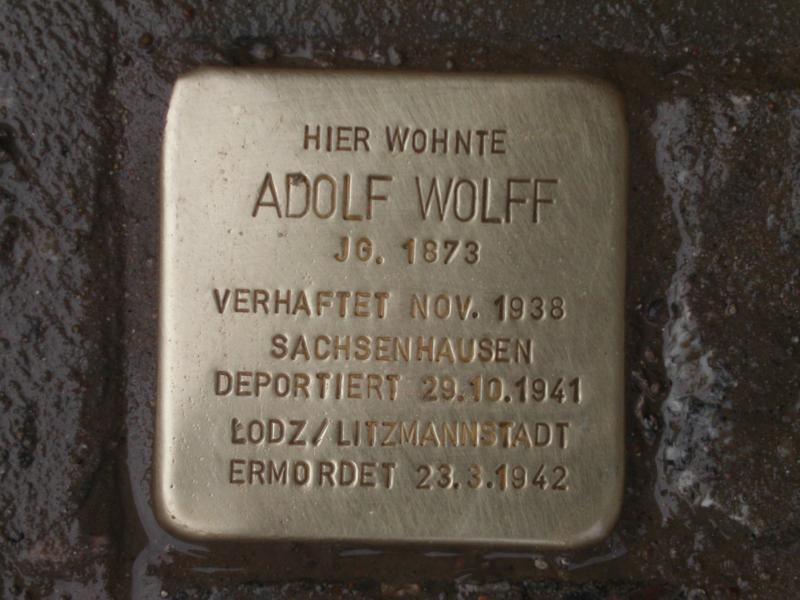 HIER WOHNTE
ADOLF WOLFF
JG. 1873
VERHAFTET NOV. 1938
SACHSENHAUSEN
DEPORTIERT 29.10.1941
ŁODZ/LITZMANNSTADT
ERMORDET 23.3.1942